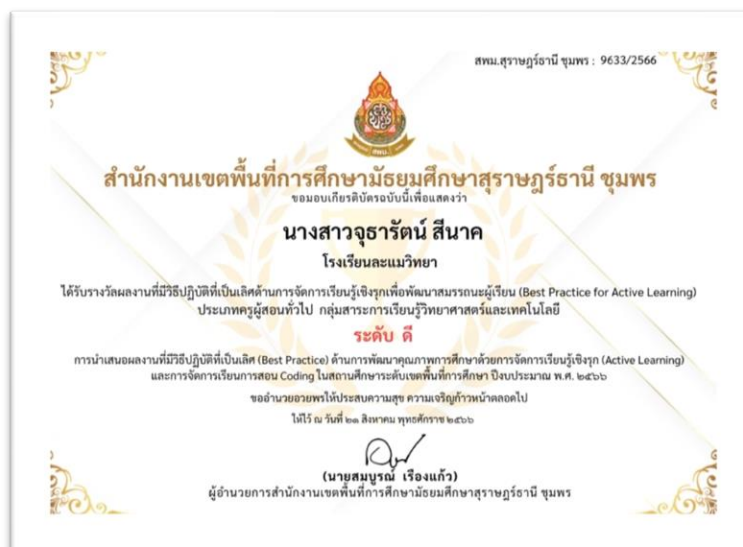 สพม.สุราษฎร์ธานี ชุมพร : 9633/2566
สพม.
สำนักงานเขตพื้นที่การศึกษามัธยมศึกษาสุราษฎร์ธานี ชุมพร
ขอมอบเกียรติบัตรฉบับนี้เพื่อแสดงว่า
นางสาวจุธารัตน์ สีนาค
โรงเรียนละแมวิทยา
ได้รับรางวัลผลงานที่มีวิธีปฏิบัติที่เป็นเลิศด้านการจัดการเรียนรู้เชิงรุกเพื่อพัฒนาสมรรถนะผู้เรียน (Best Practice for Active Learning)
ประเภทครูผู้สอนทั่วไป กลุ่มสาระการเรียนรู้วิทยาศาสตร์และเทคโนโลยี
ระดับ ดี
การนำเสนอผลงานที่มีวิธีปฏิบัติที่เป็นเลิศ (Best Practice) ด้านการพัฒนาคุณภาพการศึกษาด้วยการจัดการเรียนรู้เชิงรุก (Active Learning)
และการจัดการเรียนการสอน Coding ในสถานศึกษาระดับเขตพื้นที่การศึกษา ปีงบประมาณ พ.ศ. ๒๕๖๖
ขออำนวยอวยพรให้ประสบความสุข ความเจริญก้าวหน้าตลอดไป
ให้ไว้ ณ วันที่ ๒๑ สิงหาคม พุทธศักราช ๒๕๖๖
(นายสมบูรณ์ เรืองแก้ว)
ผู้อำนวยการสำนักงานเขตพื้นที่การศึกษามัธยมศึกษาสุราษฎร์ธานี ชุมพร